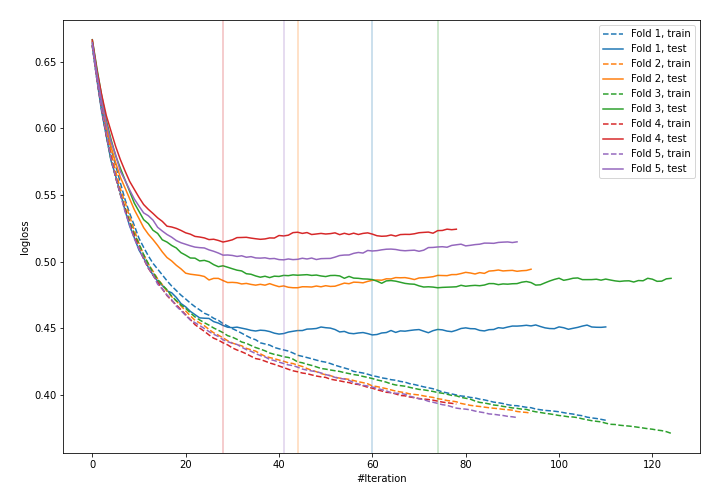 0.65
0.60
0.55
0.50
0.45
0.40
logloss
0
20
40
60
80
100
120
#Iteration
Fold 1, train
Fold 1, test
Fold 2, train
Fold 2, test
Fold 3, train
Fold 3, test
Fold 4, train
Fold 4, test
Fold 5, train
Fold 5, test